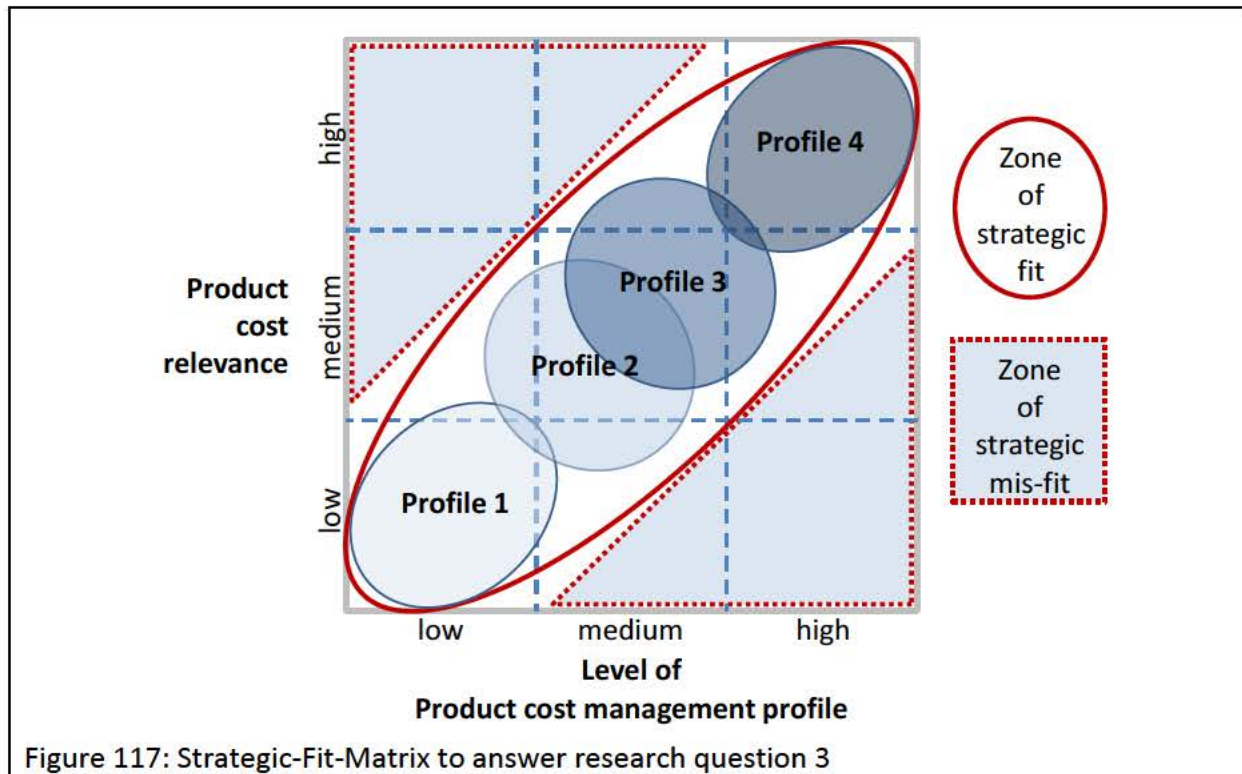 high
medium
low
Product
cost
relevance
Profile 4
Profile 3
Profile 2
Profile 1
low
medium
high
Level of
Product cost management profile
Zone
of
strategic
fit
Zone
of
strategic
mis-fit
Figure 117: Strategic-Fit-Matrix to answer research question 3